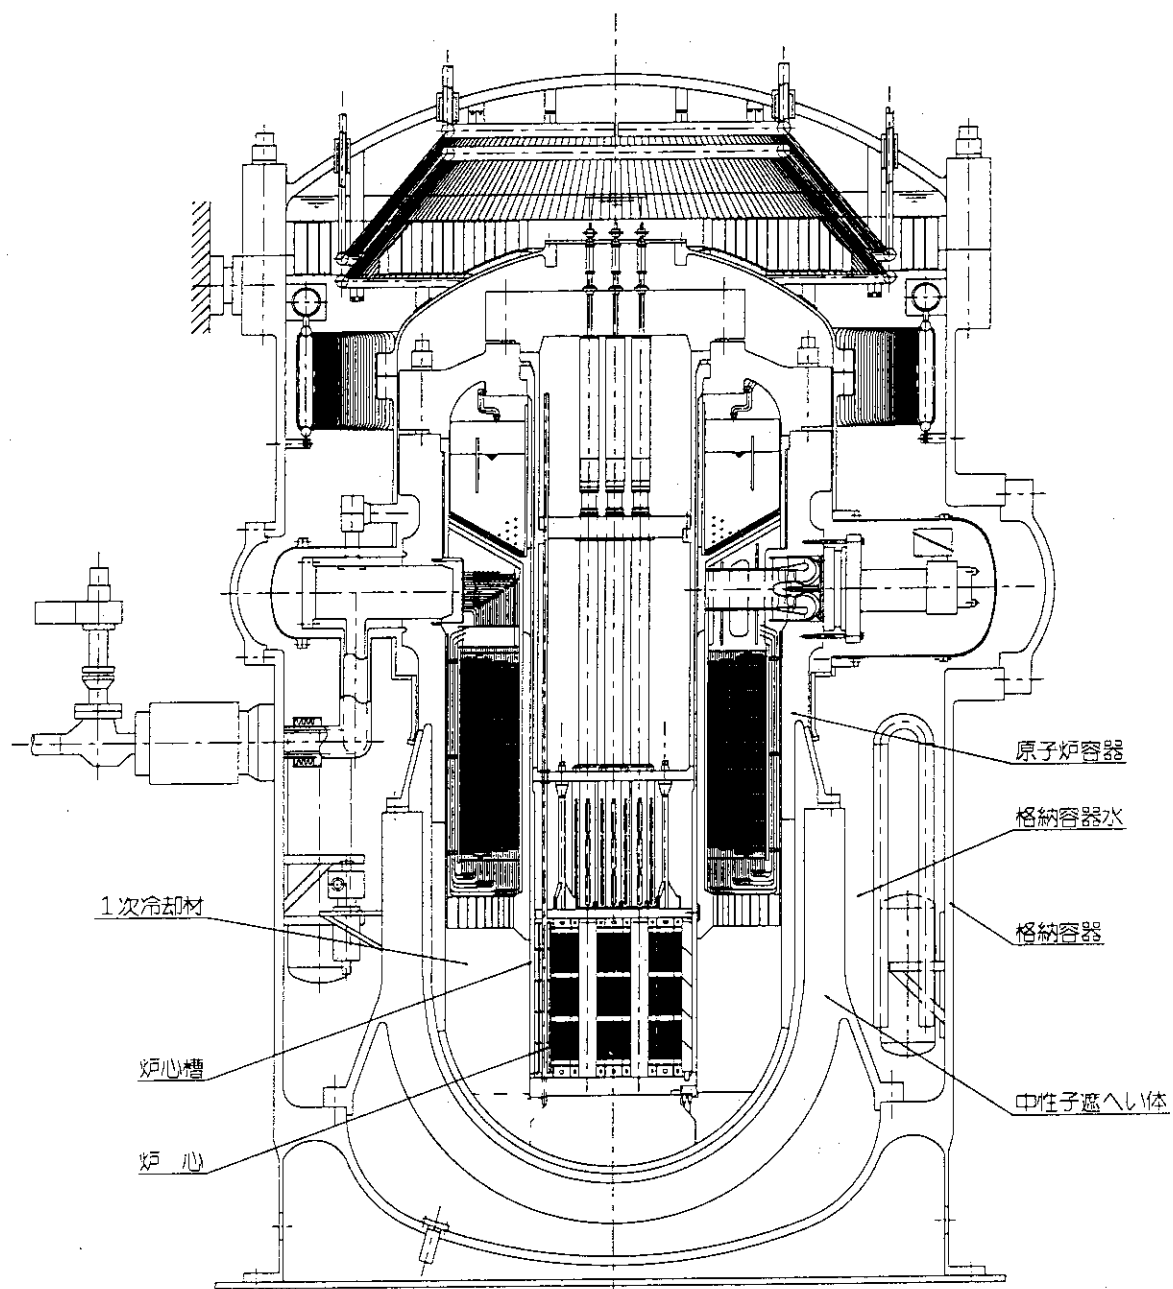 原子炉容器
格納容器水
1次冷却材
格納容器
炉心槽
中性子遮へい体
炉 心